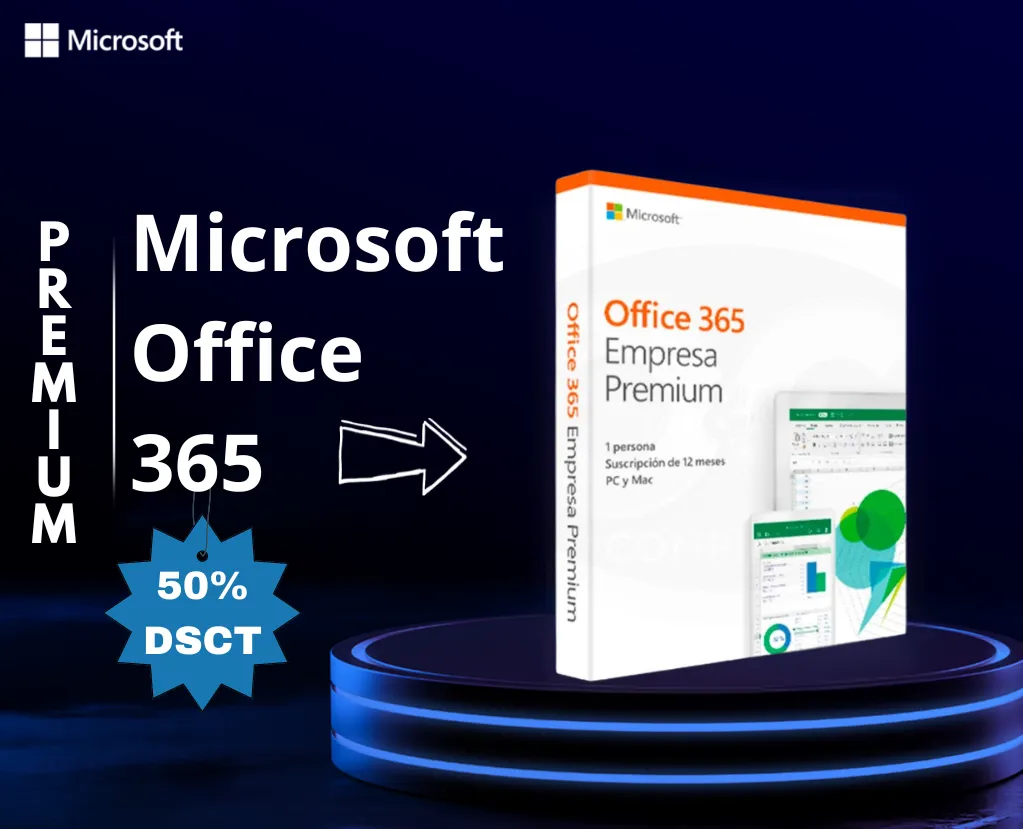 Microsoft
PREMIUM
Microsoft
Office
365
50%
DSCT
Microsoft
Office 365
Empresa
Premium
1 persona
Suscripción de 12 meses
PC y Mac
Office 365 Empresa Premium